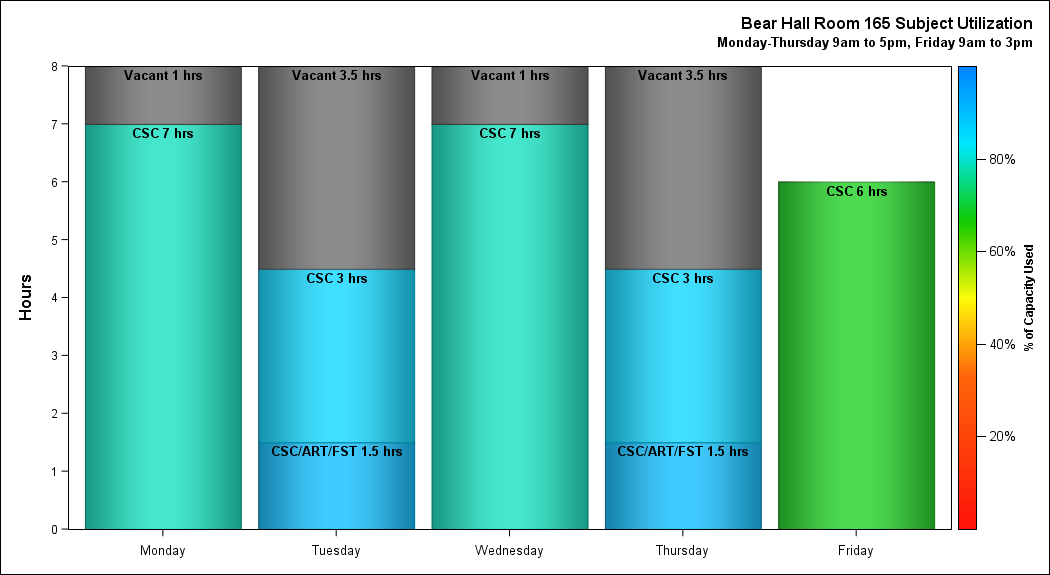 Bear Hall Room 165 Subject Utilization
Monday-Thursday 9am to 5pm, Friday 9am to 3pm
Hours
8
7
6
5
4
3
2
1
0
Vacant 1 hrs
CSC 7 hrs
Vacant 3.5 hrs
CSC 3 hrs
CSC/ART/FST 1.5 hrs
Vacant 1 hrs
CSC 7 hrs
Vacant 3.5 hrs
CSC 3 hrs
CSC/ART/FST 1.5 hrs
CSC 6 hrs
Monday
Tuesday
Wednesday
Thursday
Friday
80%
60%
40%
20%
% of Capacity Used